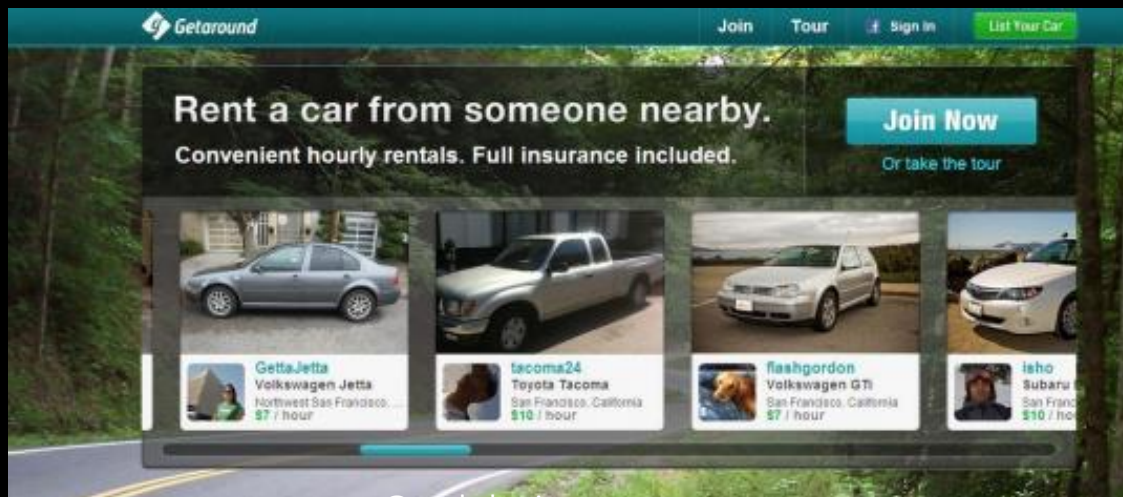 Getaround
Join Tour Sign In List Your Car
Rent a car from someone nearby.
Convenient hourly rentals. Full insurance included.
Join Now
Or take the tour
GettaJetta
Volkswagen Jetta
Northwest San Francisco, ...
$7 / hour
tacoma24
Toyota Tacoma
San Francisco, California
$10 / hour
flashgordon
Volkswagen GTI
San Francisco, California
$7 / hour
isho
Subaru
San Franc
$10 / ho